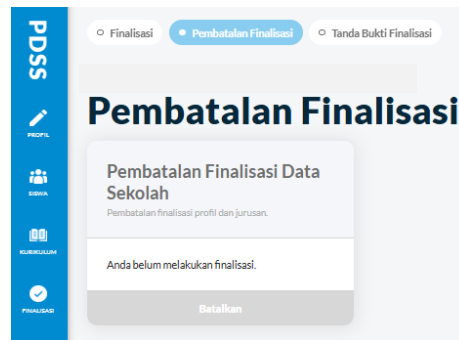 PDSS
PROFIL
SISWA
KURIKULUM
FINALISASI
Finalisasi
Pembatalan Finalisasi
Tanda Bukti Finalisasi
Pembatalan Finalisasi
Pembatalan Finalisasi Data
Sekolah
Pembatalan finalisasi profil dan jurusan.
Anda belum melakukan finalisasi.
Batalkan